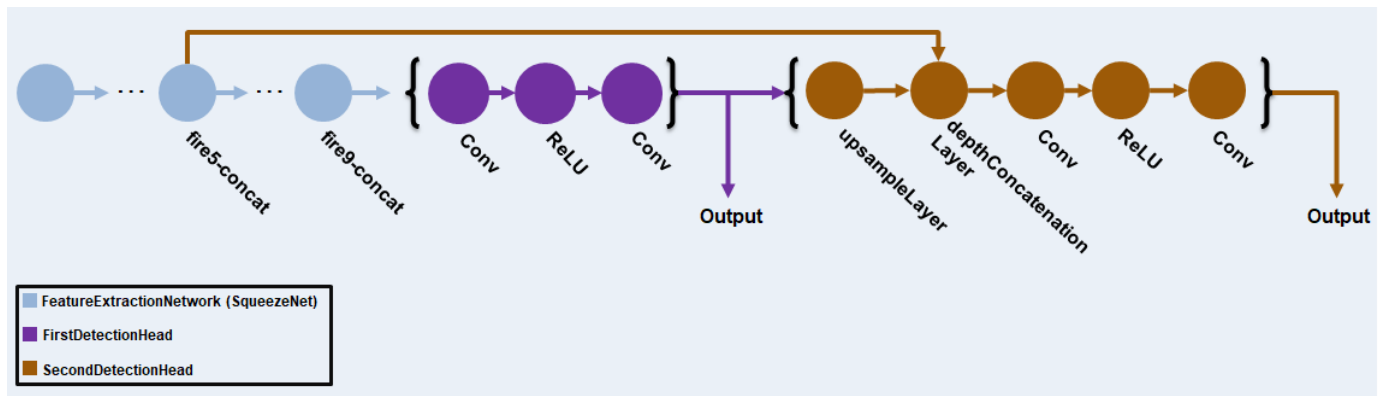 fire5-concat
fire9-concat
Conv
ReLU
Conv
Output
upsampleLayer
depthConcatenation
Layer
Conv
ReLU
Conv
Output
FeatureExtractionNetwork (SqueezeNet)
FirstDetectionHead
SecondDetectionHead